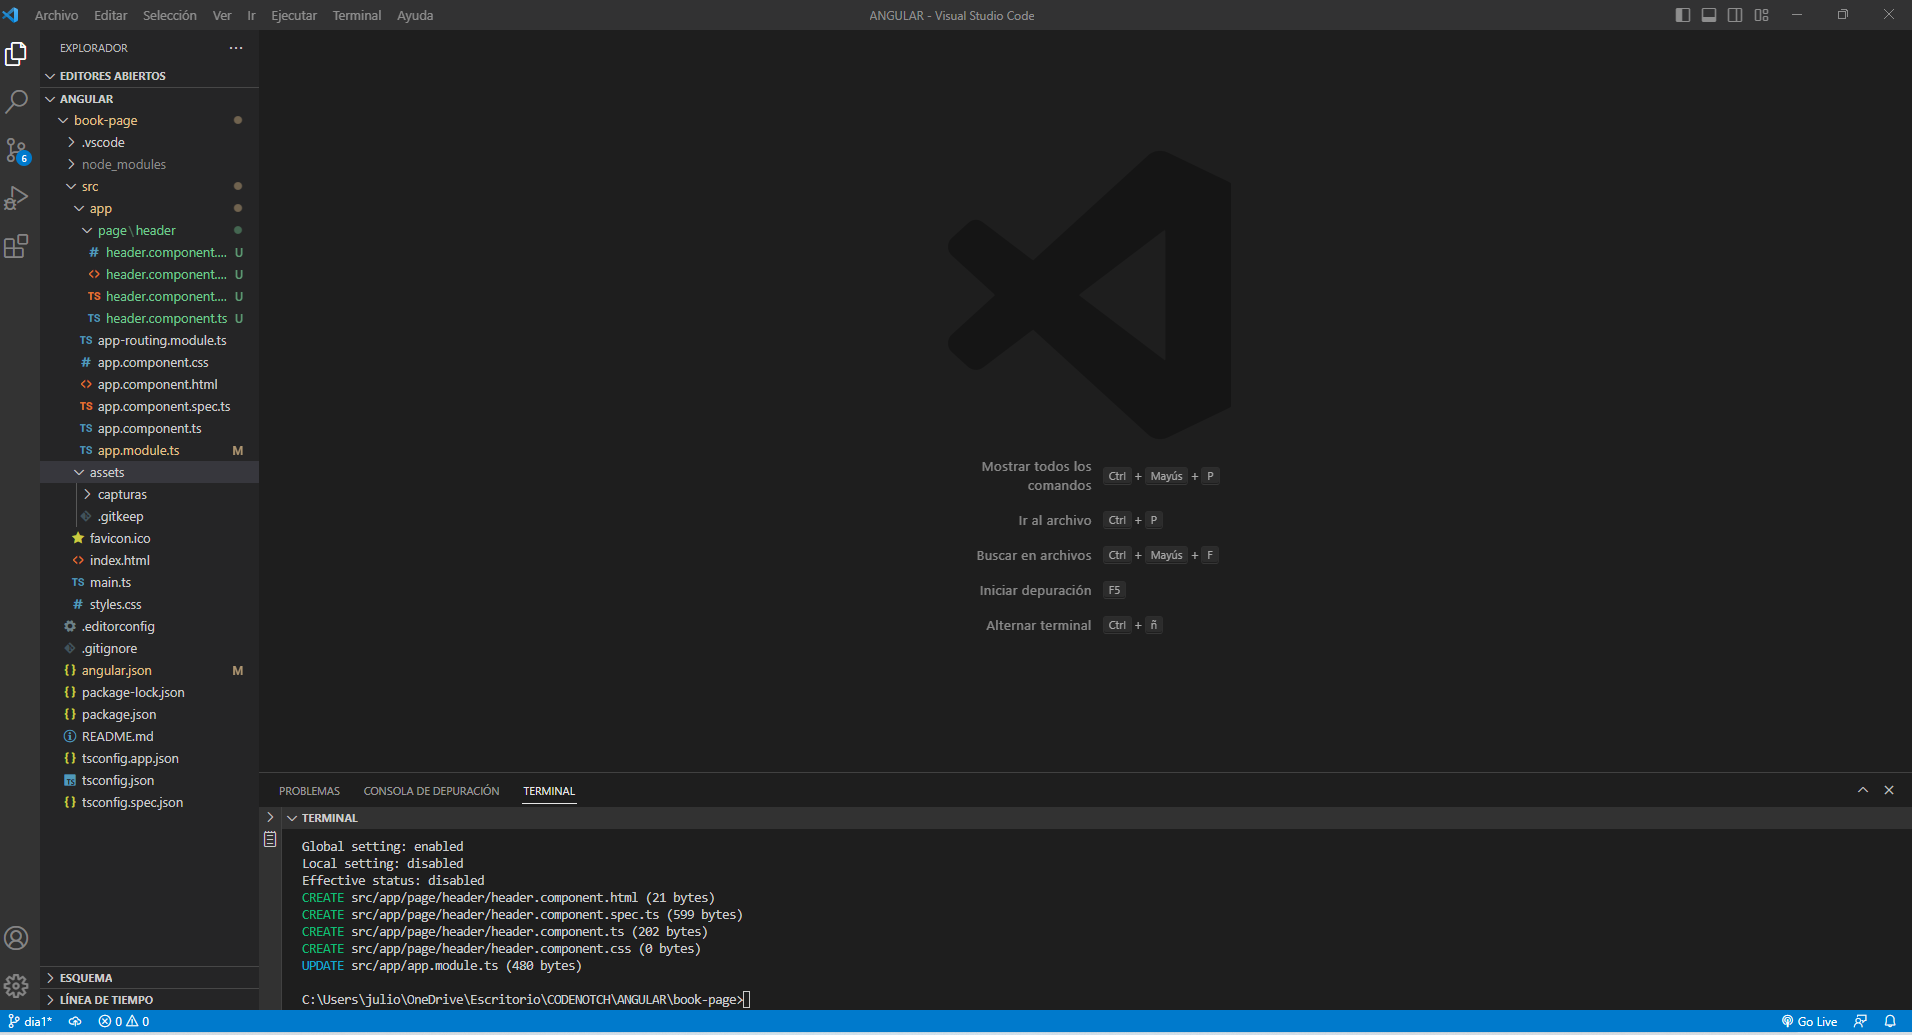 Archivo Editar Selección Ver Ir Ejecutar Terminal Ayuda
ANGULAR - Visual Studio Code
EXPLORADOR
EDITORES ABIERTOS
ANGULAR
book-page
.vscode
6
node_modules
src
app
page\header
# header.component.... U
<> header.component.... U
TS header.component.... U
TS header.component.ts U
TS app-routing.module.ts
# app.component.css
<> app.component.html
TS app.component.spec.ts
TS app.component.ts
TS app.module.ts M
assets
capturas
.gitkeep
favicon.ico
<> index.html
TS main.ts
# styles.css
.editorconfig
.gitignore
{} angular.json M
{} package-lock.json
{} package.json
README.md
{} tsconfig.app.json
TS tsconfig.json
{} tsconfig.spec.json
ESQUEMA
LÍNEA DE TIEMPO
Mostrar todos los comandos Ctrl + Mayús + P
Ir al archivo Ctrl + P
Buscar en archivos Ctrl + Mayús + F
Iniciar depuración F5
Alternar terminal Ctrl + ñ
PROBLEMAS CONSOLA DE DEPURACIÓN TERMINAL
TERMINAL
Global setting: enabled
Local setting: disabled
Effective status: disabled
CREATE src/app/page/header/header.component.html (21 bytes)
CREATE src/app/page/header/header.component.spec.ts (599 bytes)
CREATE src/app/page/header/header.component.ts (202 bytes)
CREATE src/app/page/header/header.component.css (0 bytes)
UPDATE src/app/app.module.ts (480 bytes)
C:\Users\julio\OneDrive\Escritorio\CODENOTCH\ANGULAR\book-page>
dia1* 0 0 Go Live